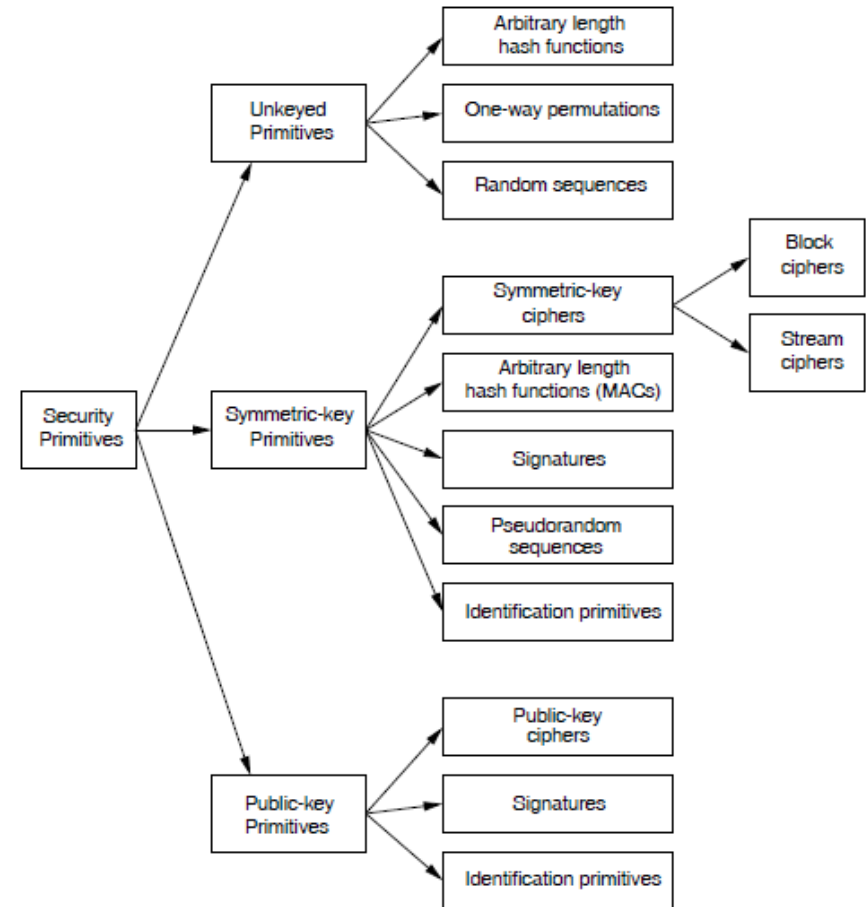 Arbitrary length
hash functions
Unkeyed
Primitives
One-way permutations
Random sequences
Block
ciphers
Symmetric-key
ciphers
Stream
ciphers
Arbitrary length
hash functions (MACs)
Security
Primitives
Symmetric-key
Primitives
Signatures
Pseudorandom
sequences
Identification primitives
Public-key
ciphers
Public-key
Primitives
Signatures
Identification primitives